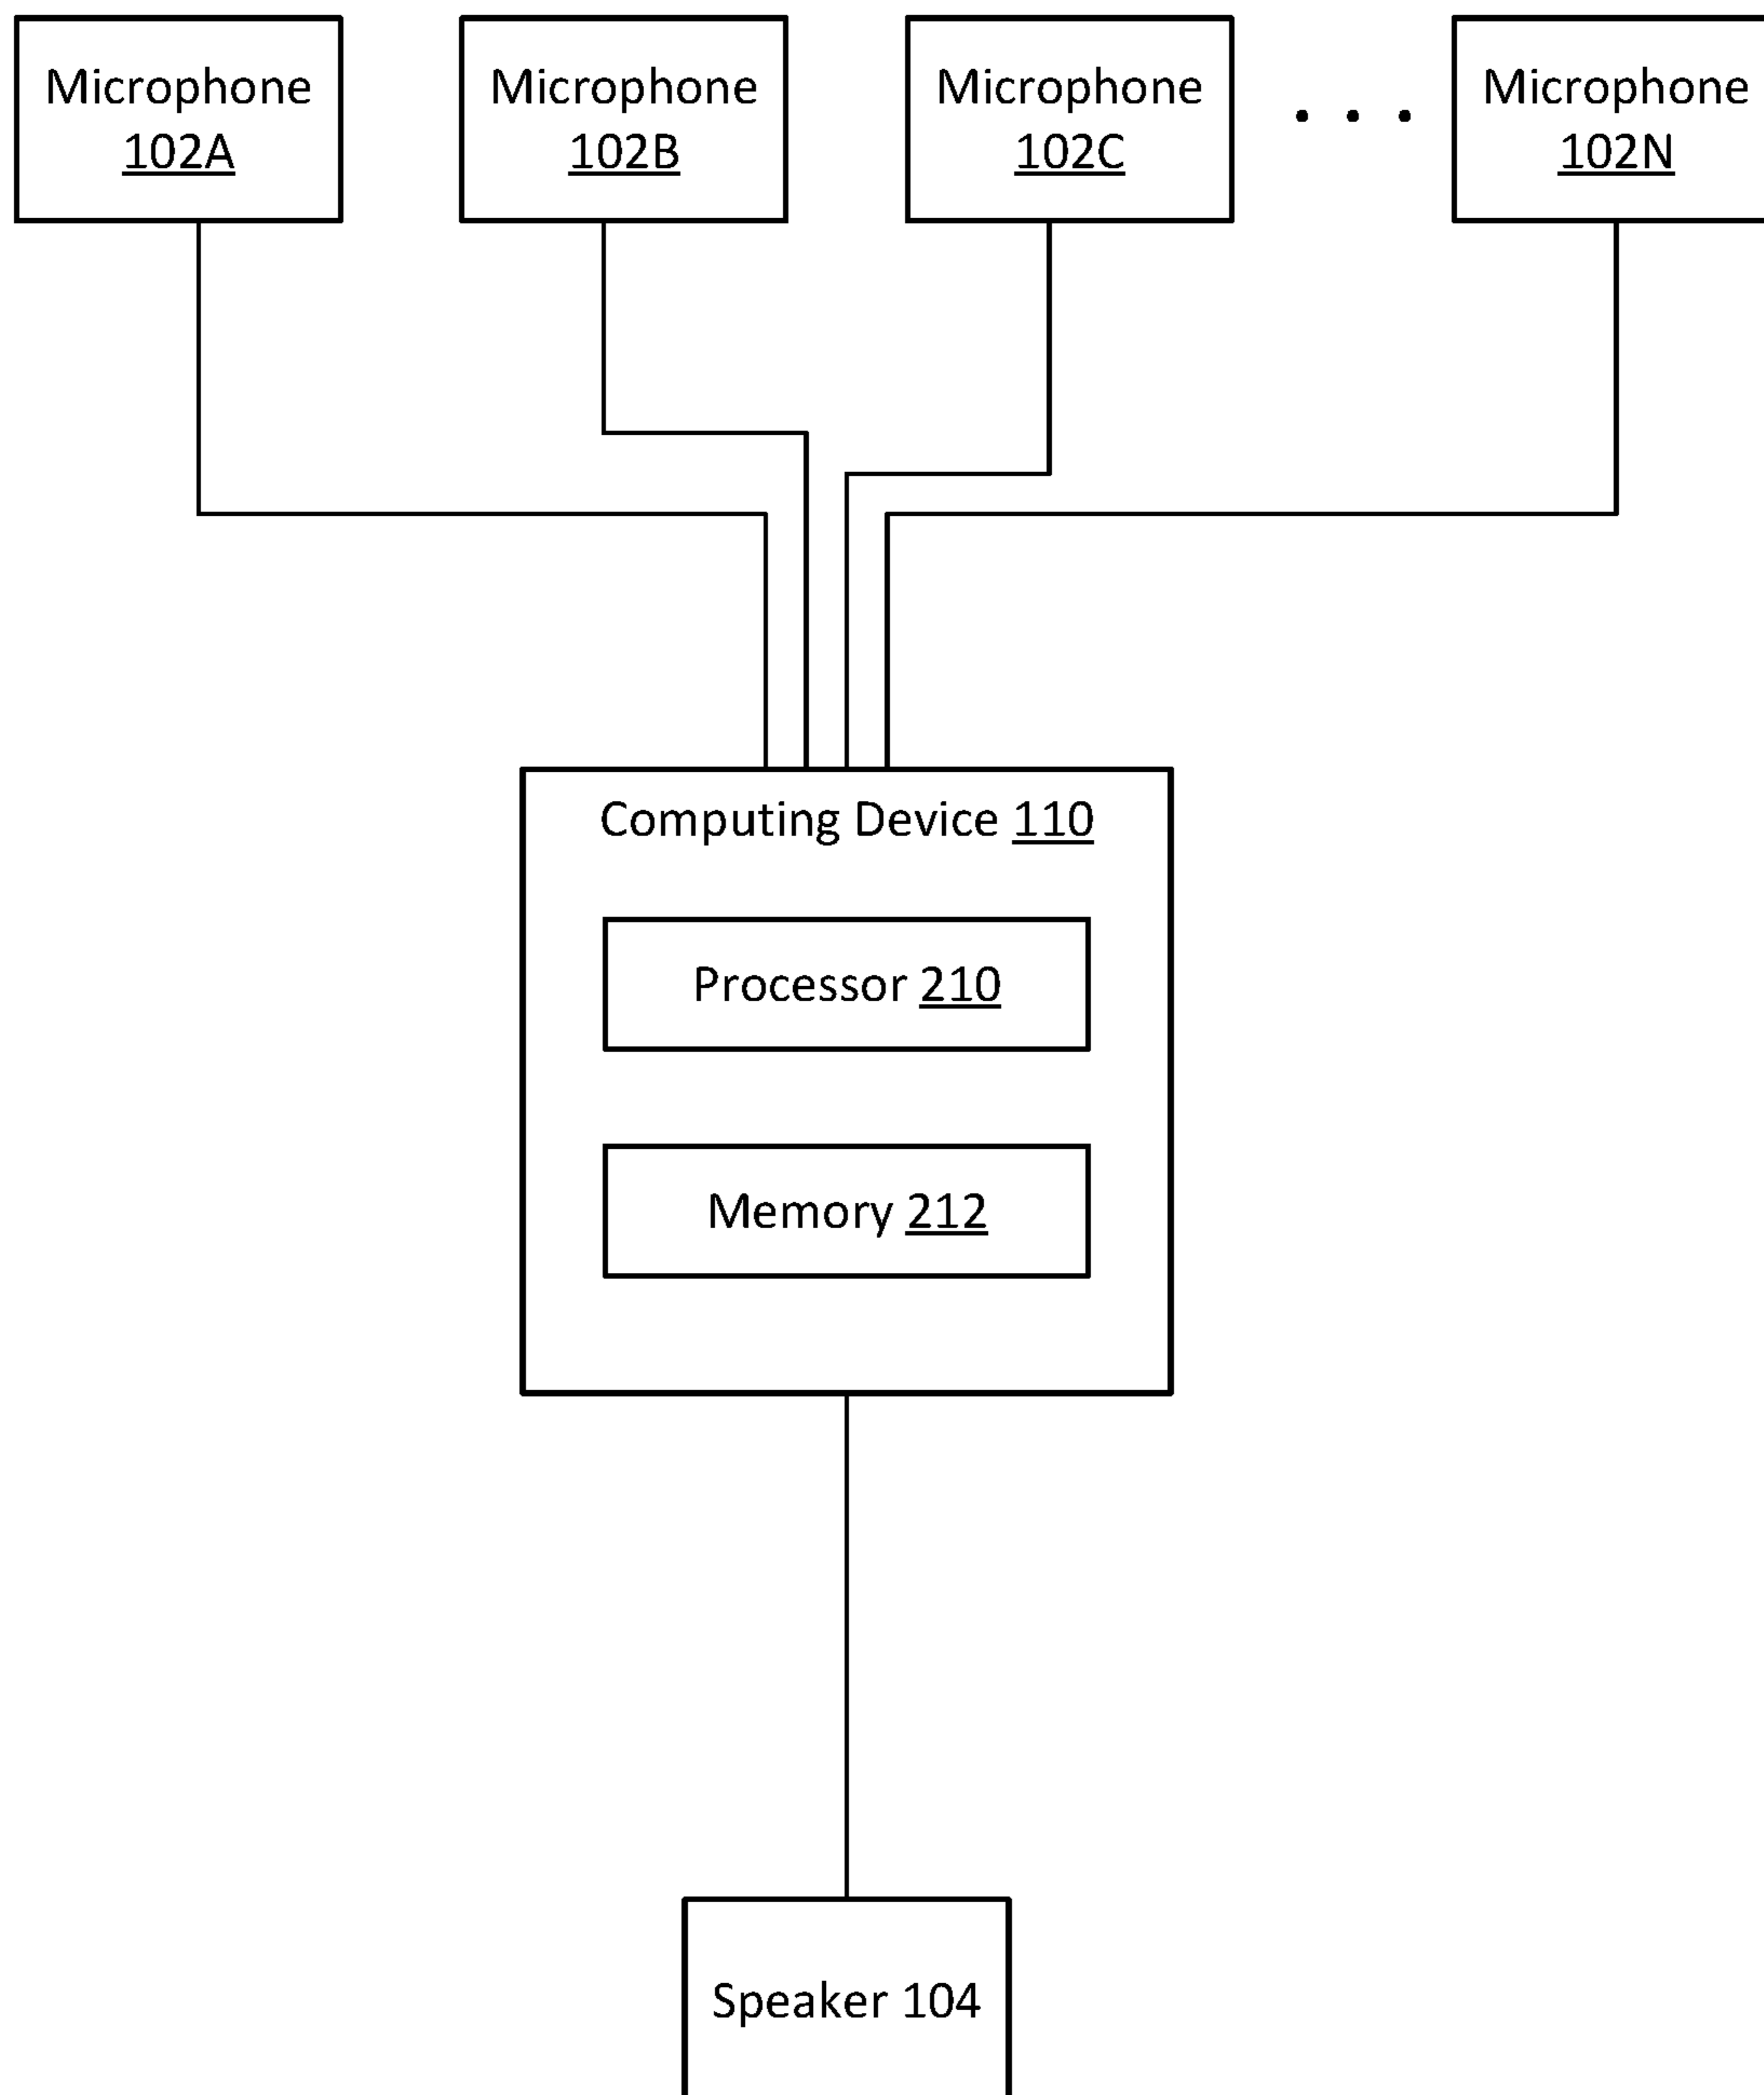 Microphone
102A
Microphone
102B
Microphone
102C
. . .
Microphone
102N
Computing Device 110
Processor 210
Memory 212
Speaker 104